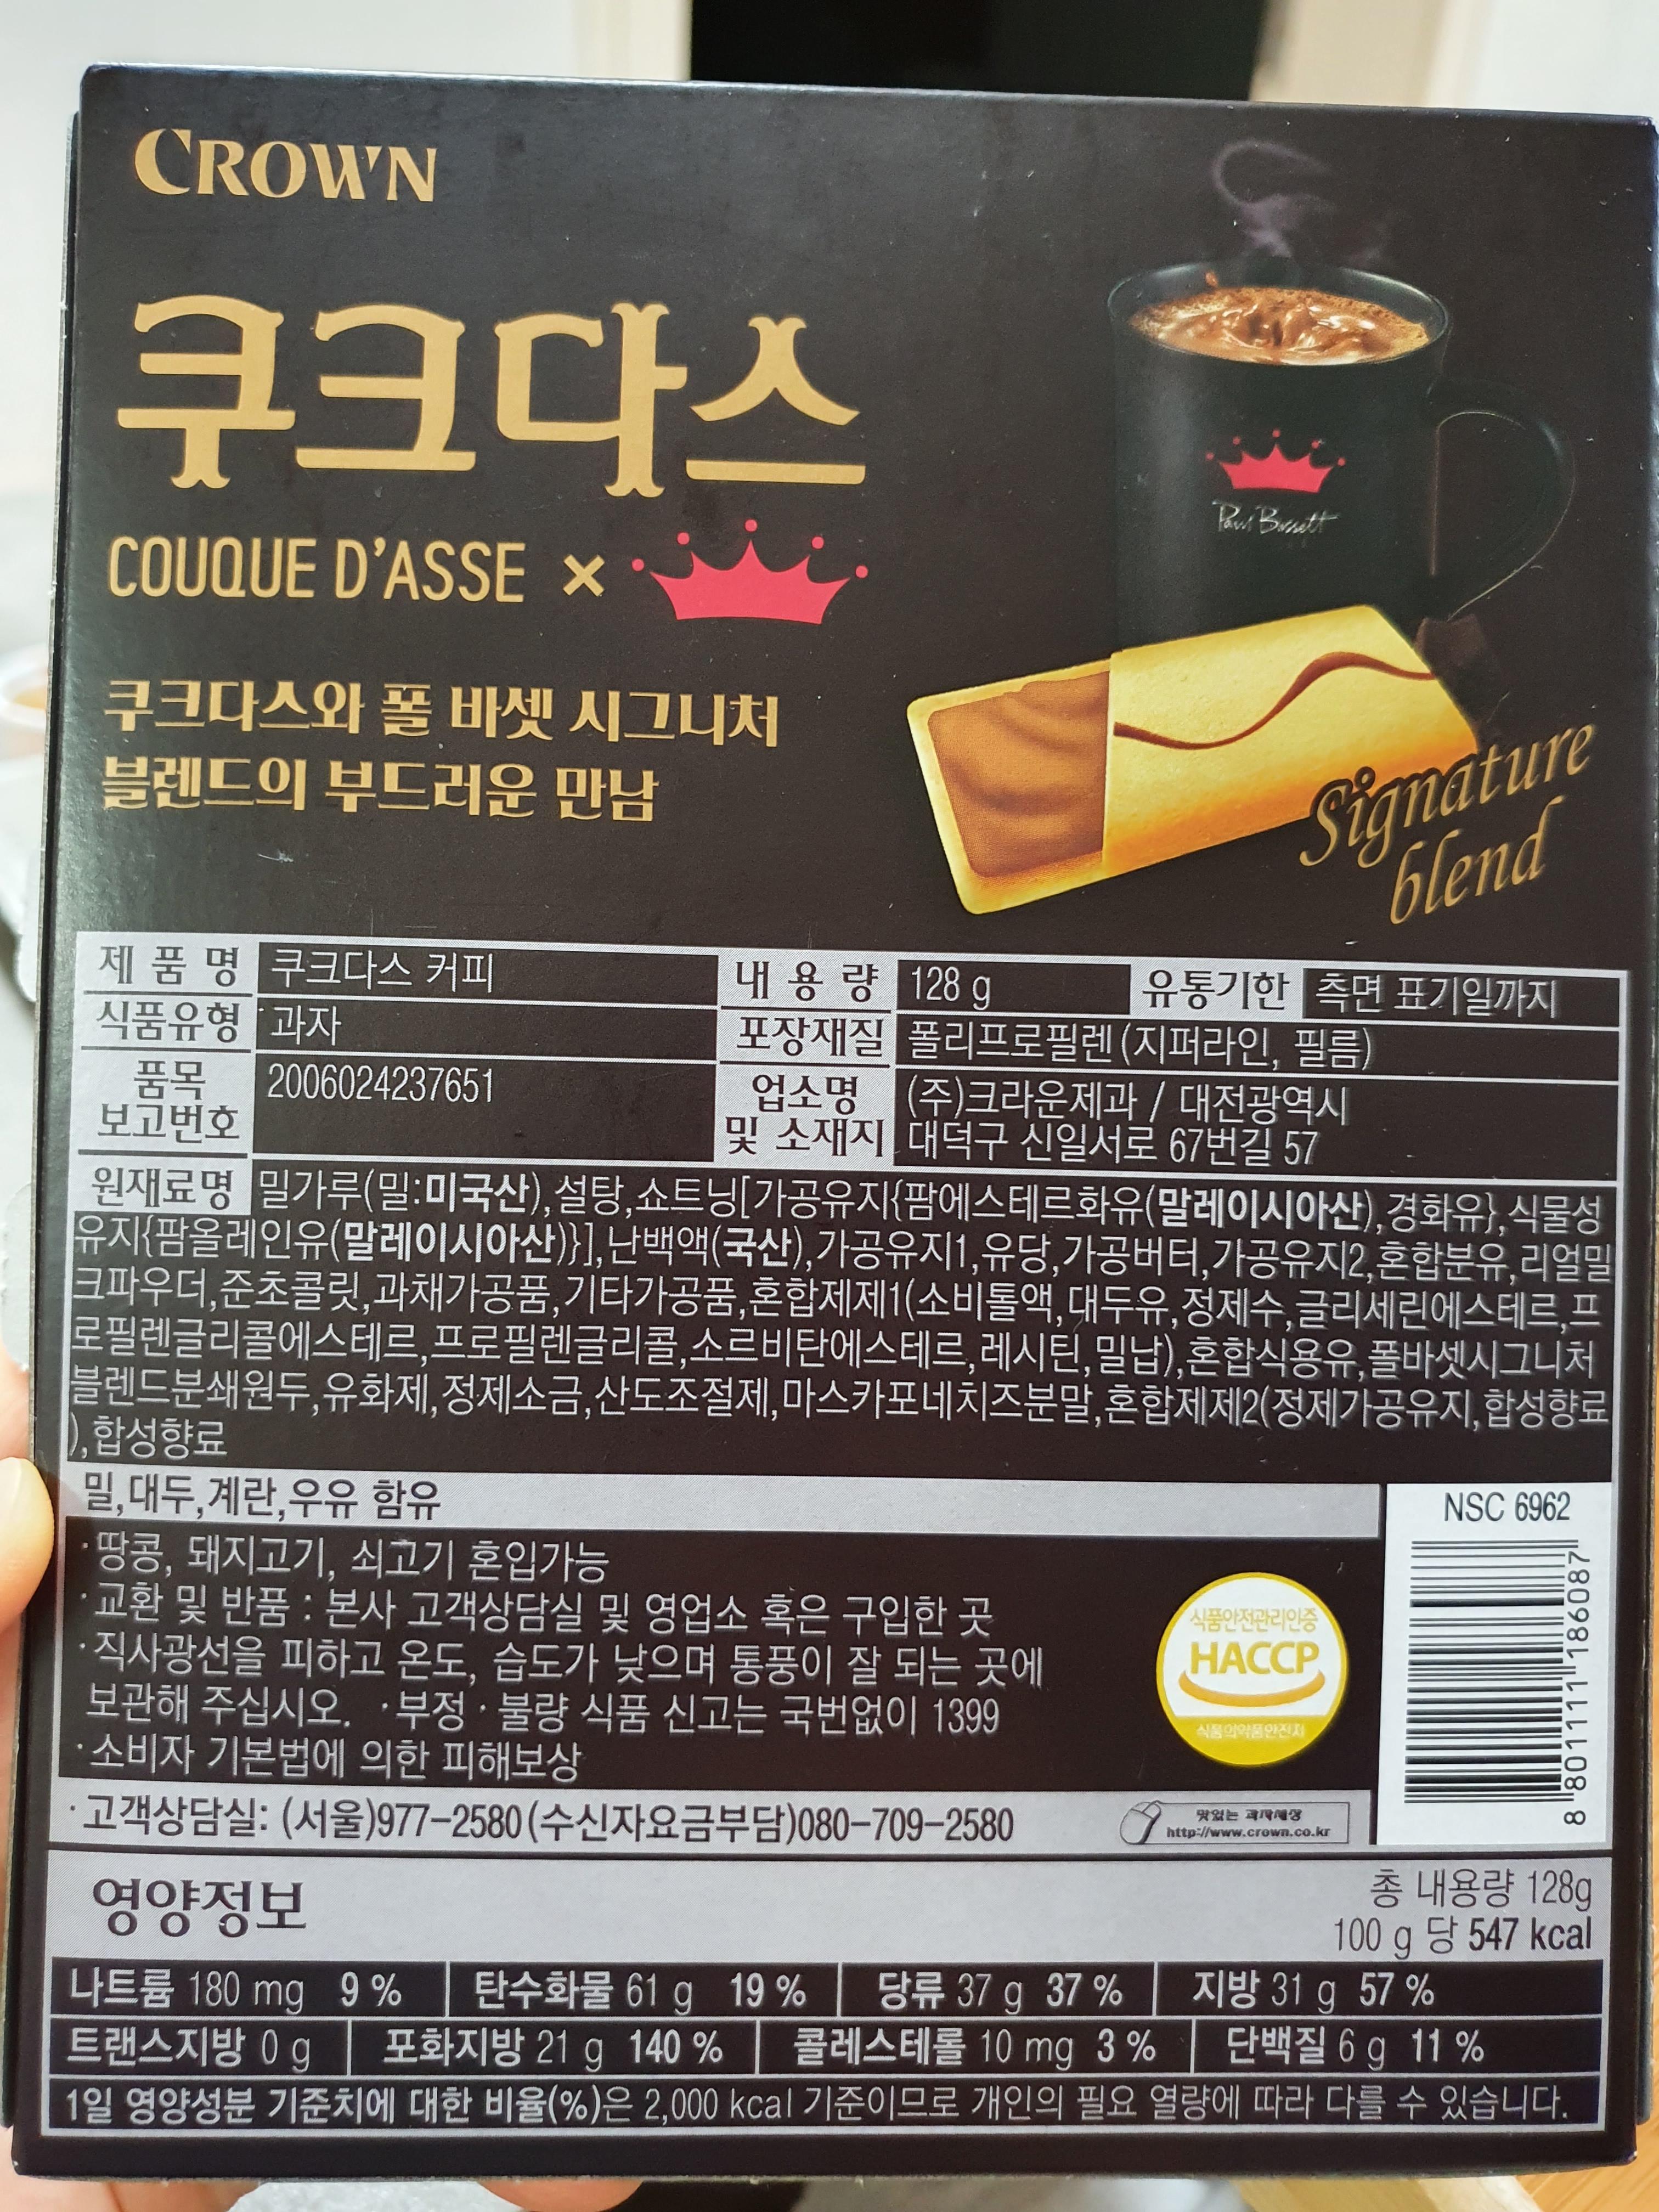 CROWN
쿠크다스
COUQUE D'ASSE ×
Paul Bassett
쿠크다스와 폴 바셋 시그니처
블렌드의 부드러운 만남
Signature
blend
제품명 쿠크다스 커피 내용량 128 g 유통기한 측면 표기일까지
식품유형 과자 포장재질 폴리프로필렌(지퍼라인, 필름)
품목
보고번호 2006024237651
업소명
및 소재지 (주)크라운제과 / 대전광역시
대덕구 신일서로 67번길 57
원재료명 밀가루(밀:미국산),설탕,쇼트닝[가공유지{팜에스테르화유(말레이시아산),경화유},식물성
유지{팜올레인유(말레이시아산)}],난백액(국산),가공유지1,유당,가공버터,가공유지2,혼합분유,리얼밀
크파우더,준초콜릿,과채가공품,기타가공품,혼합제제1(소비톨액,대두유,정제수,글리세린에스테르,프
로필렌글리콜에스테르,프로필렌글리콜,소르비탄에스테르,레시틴,밀납),혼합식용유,폴바셋시그니처
블렌드분쇄원두,유화제,정제소금,산도조절제,마스카포네치즈분말,혼합제제2(정제가공유지,합성향료
),합성향료
밀,대두,계란,우유 함유
·땅콩, 돼지고기, 쇠고기 혼입가능
·교환 및 반품 : 본사 고객상담실 및 영업소 혹은 구입한 곳
·직사광선을 피하고 온도, 습도가 낮으며 통풍이 잘 되는 곳에
보관해 주십시오. ·부정·불량 식품 신고는 국번없이 1399
·소비자 기본법에 의한 피해보상
식품안전관리인증
HACCP
식품의약품안전처
NSC 6962
8 801111 186087
·고객상담실: (서울)977-2580(수신자요금부담)080-709-2580
맛있는 과자세상
http://www.crown.co.kr
영양정보
총 내용량 128g
100 g 당 547 kcal
나트륨 180 mg 9 % 탄수화물 61 g 19 % 당류 37 g 37 % 지방 31 g 57 %
트랜스지방 0 g 포화지방 21 g 140 % 콜레스테롤 10 mg 3 % 단백질 6 g 11 %
1일 영양성분 기준치에 대한 비율(%)은 2,000 kcal 기준이므로 개인의 필요 열량에 따라 다를 수 있습니다.